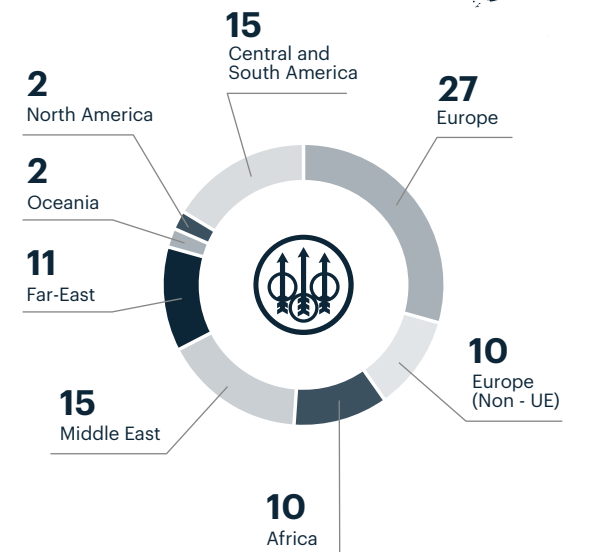 15
Central and
South America
2
North America
27
Europe
2
Oceania
11
Far-East
10
Europe
(Non - UE)
15
Middle East
10
Africa